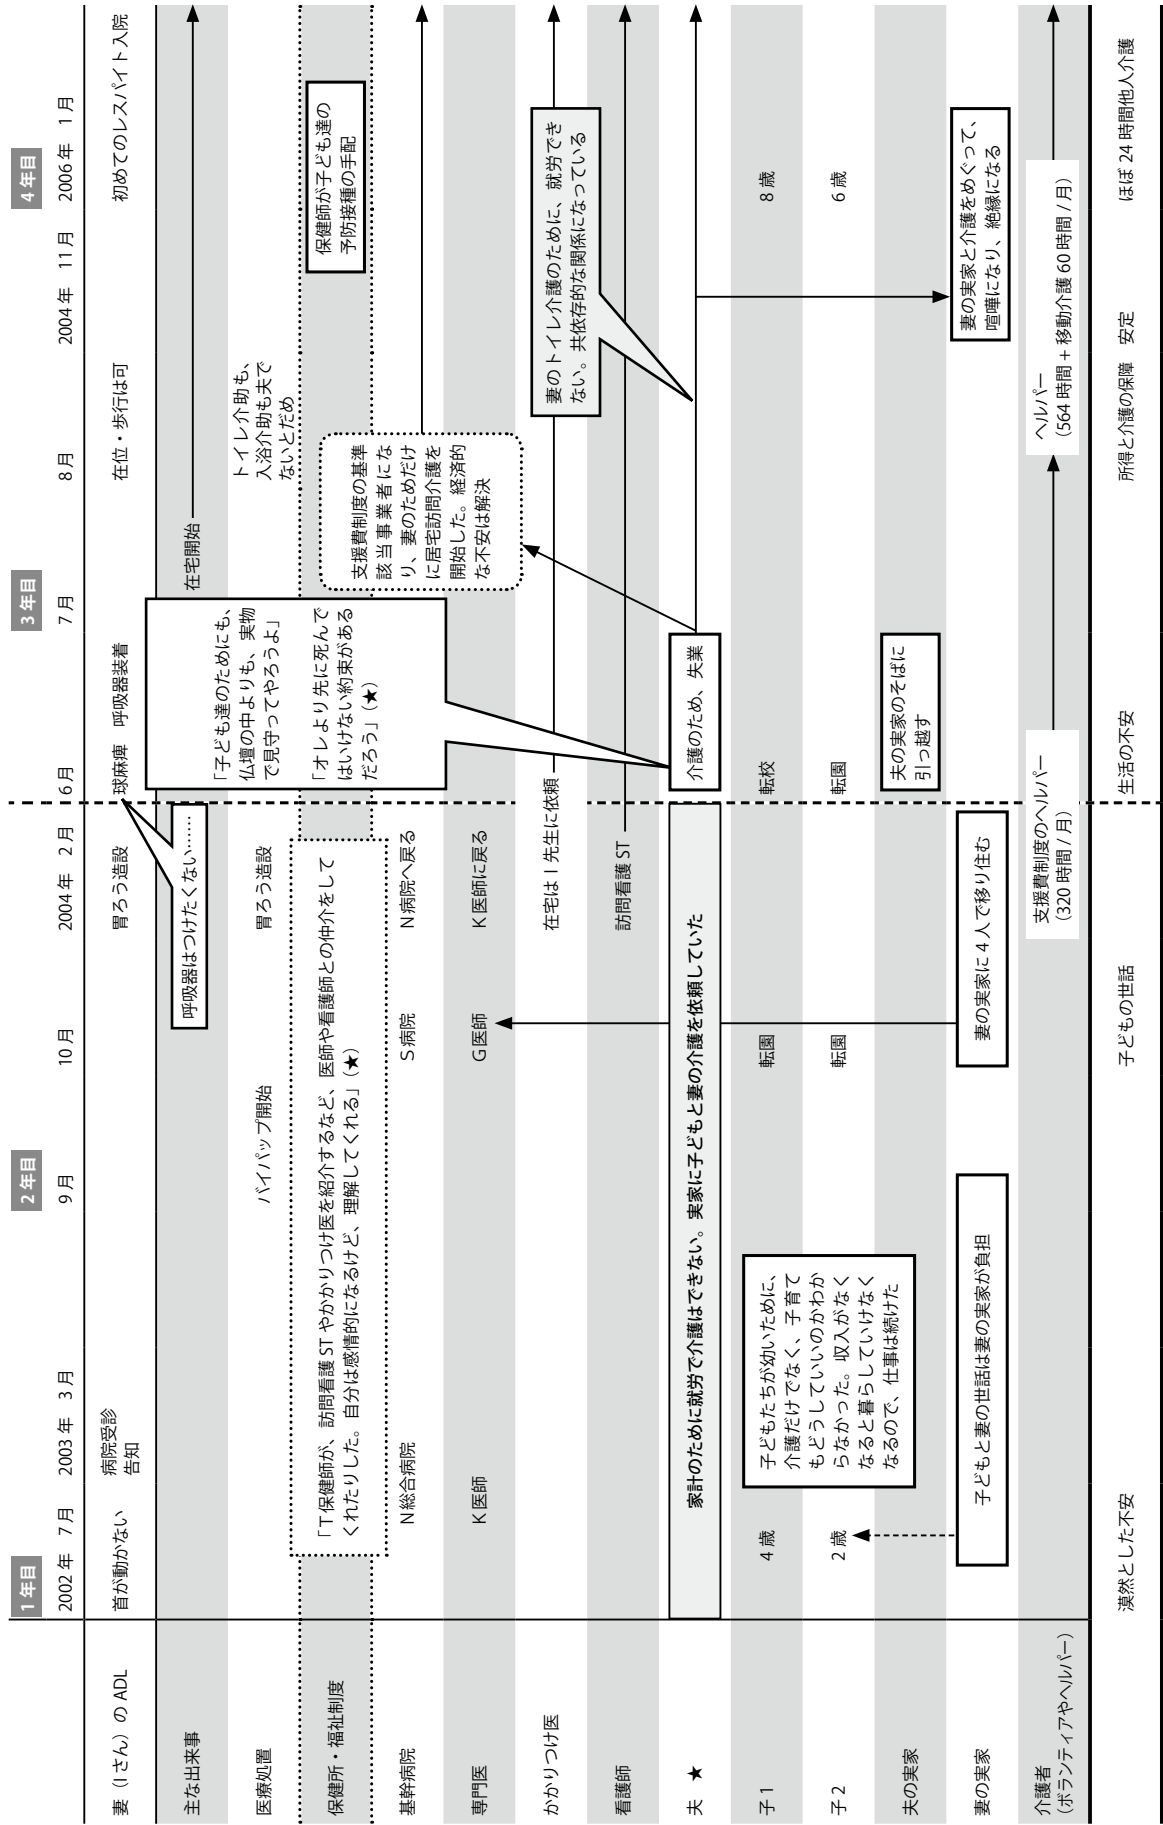 1年目
2年目
3年目
4年目
2002年 7月
2003年 3月
9月
10月
2004年 2月
6月
7月
8月
2004年 11月
2006年 1月
妻(Iさん)のADL
首が動かない
病院受診
告知
胃ろう造設
球麻痺 呼吸器装着
在位・歩行は可
初めてのレスパイト入院
主な出来事
呼吸器はつけたくない……
「子ども達のためにも、
仏壇の中よりも、実物
で見守ってやろうよ」
「オレより先に死んで
はいけない約束がある
だろう」(★)
在宅開始
医療処置
バイパップ開始
胃ろう造設
トイレ介助も、
入浴介助も夫で
ないとだめ
保健所・福祉制度
「T保健師が、訪問看護STやかかりつけ医を紹介するなど、医師や看護師との仲介をして
くれたりした。自分は感情的になるけど、理解してくれる」(★)
支援費制度の基準
該当事業者にな
り、妻のためだけ
に居宅訪問介護を
開始した。経済的
な不安は解決
保健師が子ども達の
予防接種の手配
基幹病院
N総合病院
S病院
N病院へ戻る
専門医
K医師
G医師
K医師に戻る
かかりつけ医
在宅はI先生に依頼
妻のトイレ介護のために、就労でき
ない。共依存的な関係になっている
看護師
訪問看護ST
夫 ★
家計のために就労で介護はできない。実家に子どもと妻の介護を依頼していた
介護のため、失業
子1
4歳
転園
転校
8歳
子2
2歳
転園
転園
6歳
子どもたちが幼いために、
介護だけでなく、子育て
もどうしていいのかわか
らなかった。収入がなく
なると暮らしていけなく
なるので、仕事は続けた
夫の実家
夫の実家のそばに
引っ越す
妻の実家
子どもと妻の世話は妻の実家が負担
妻の実家に4人で移り住む
妻の実家と介護をめぐって、
喧嘩になり、絶縁になる
介護者
(ボランティアやヘルパー)
支援費制度のヘルパー
(320時間/月)
ヘルパー
(564時間+移動介護60時間/月)
漠然とした不安
子どもの世話
生活の不安
所得と介護の保障 安定
ほぼ24時間他人介護